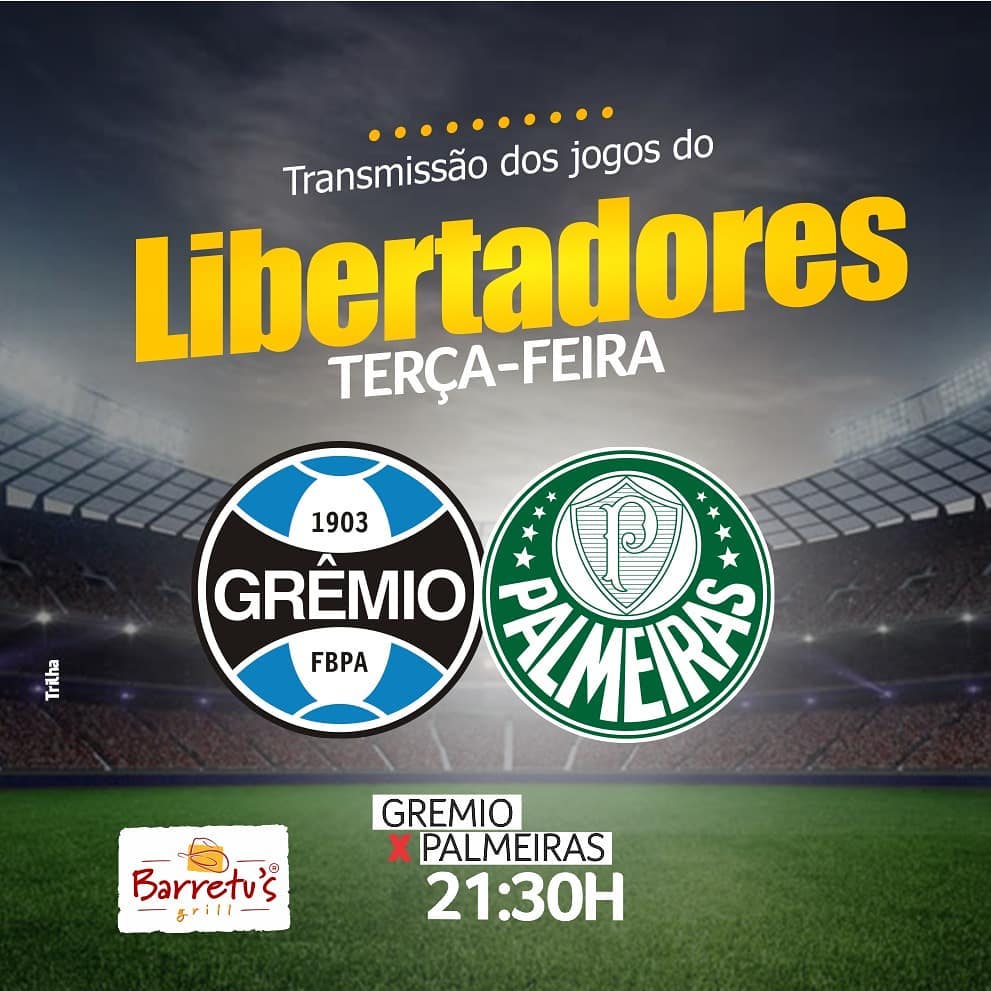 Transmissão dos jogos do
Libertadores
TERÇA-FEIRA
1903
GRÊMIO
FBPA
P
PALMEIRAS
Trilha
GREMIO
X PALMEIRAS
21:30H
Barretu's®
grill